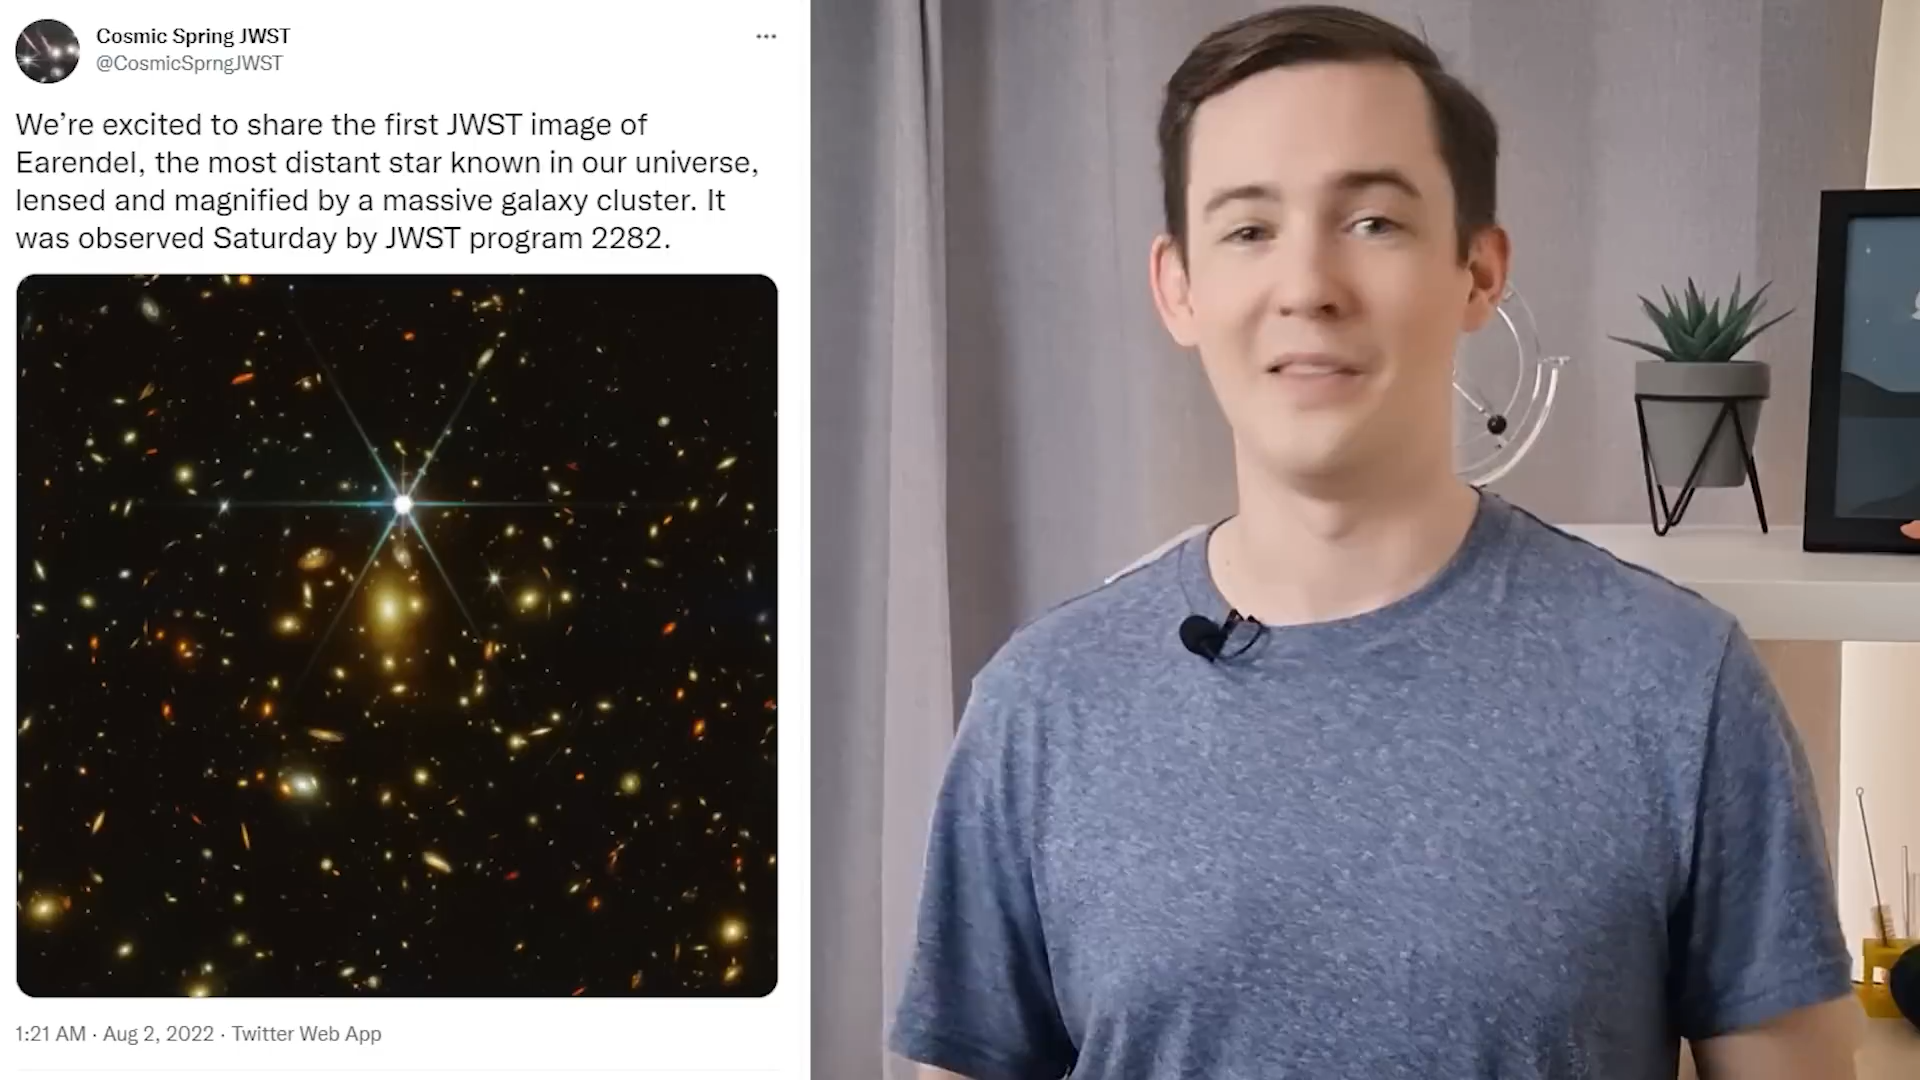 Cosmic Spring JWST
@CosmicSprngJWST
We’re excited to share the first JWST image of
Earendel, the most distant star known in our universe,
lensed and magnified by a massive galaxy cluster. It
was observed Saturday by JWST program 2282.
1:21 AM · Aug 2, 2022 · Twitter Web App